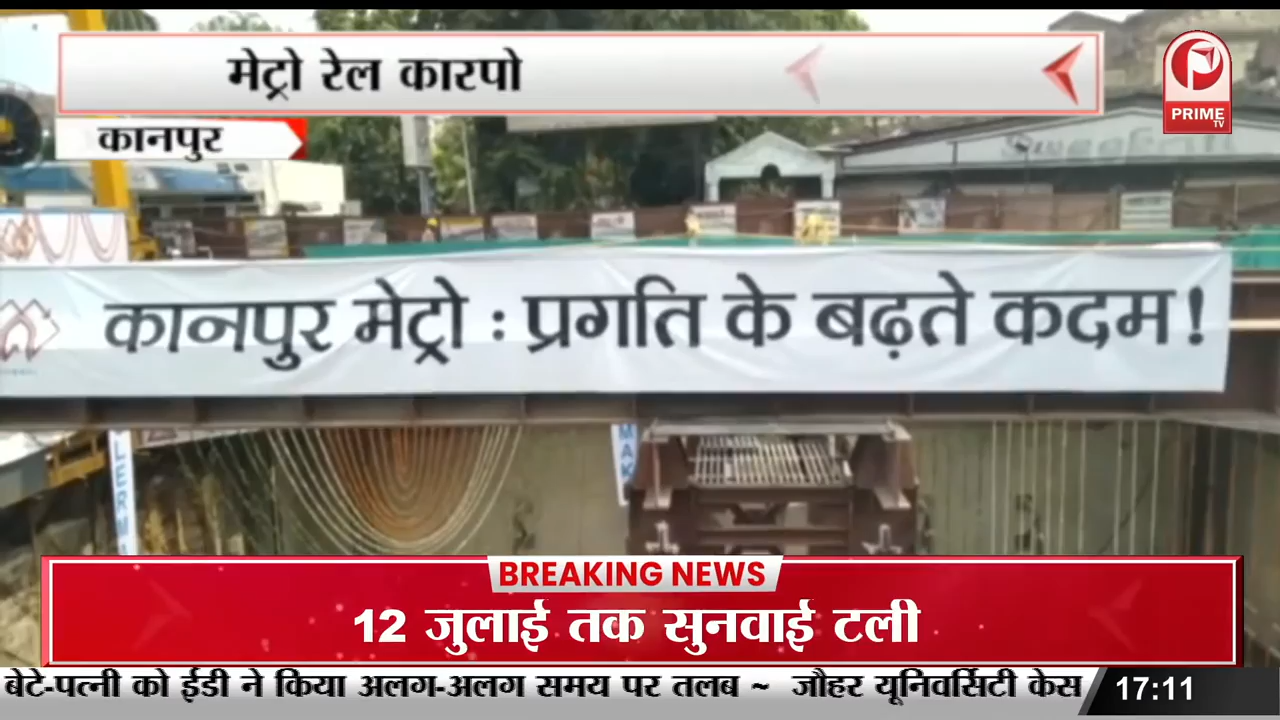 मेट्रो रेल कारपो
PRIME
TV
कानपुर
कानपुर मेट्रो : प्रगति के बढ़ते कदम!
BREAKING NEWS
12 जुलाई तक सुनवाई टली
बेटे-पत्नी को ईडी ने किया अलग-अलग समय पर तलब ~ जौहर यूनिवर्सिटी केस
17:11